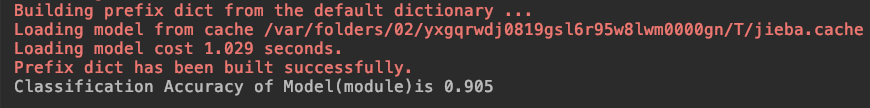 Building prefix dict from the default dictionary ...
Loading model from cache /var/folders/02/yxgqrwdj0819gsl6r95w8lwm0000gn/T/jieba.cache
Loading model cost 1.029 seconds.
Prefix dict has been built successfully.
Classification Accuracy of Model(module)is 0.905